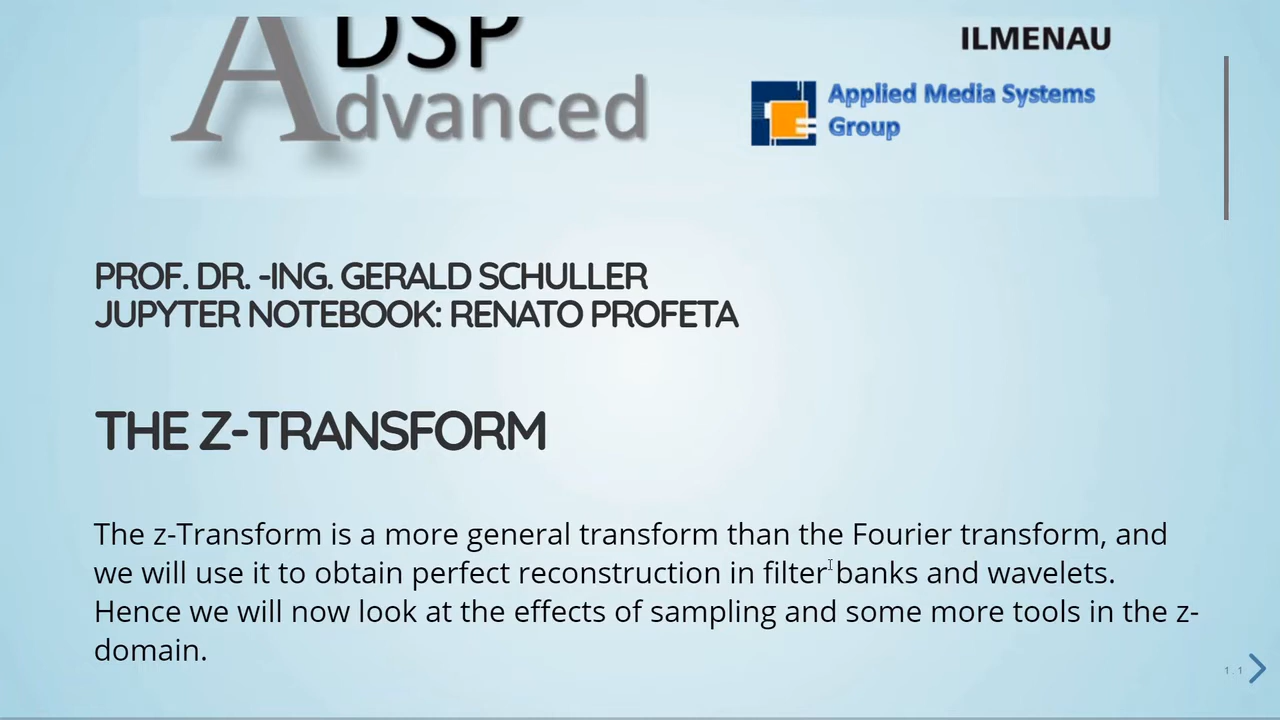 DSP
Advanced
ILMENAU
Applied Media Systems
Group
PROF. DR. -ING. GERALD SCHULLER
JUPYTER NOTEBOOK: RENATO PROFETA
THE Z-TRANSFORM
The z-Transform is a more general transform than the Fourier transform, and
we will use it to obtain perfect reconstruction in filter banks and wavelets.
Hence we will now look at the effects of sampling and some more tools in the z-
domain.
1.1